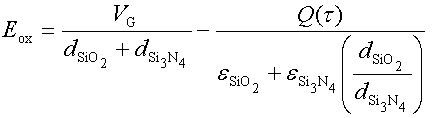 E_ox = V_G / (d_SiO₂ + d_Si₃N₄) − Q(τ) / (ε_SiO₂ + ε_Si₃N₄ (d_SiO₂ / d_Si₃N₄))